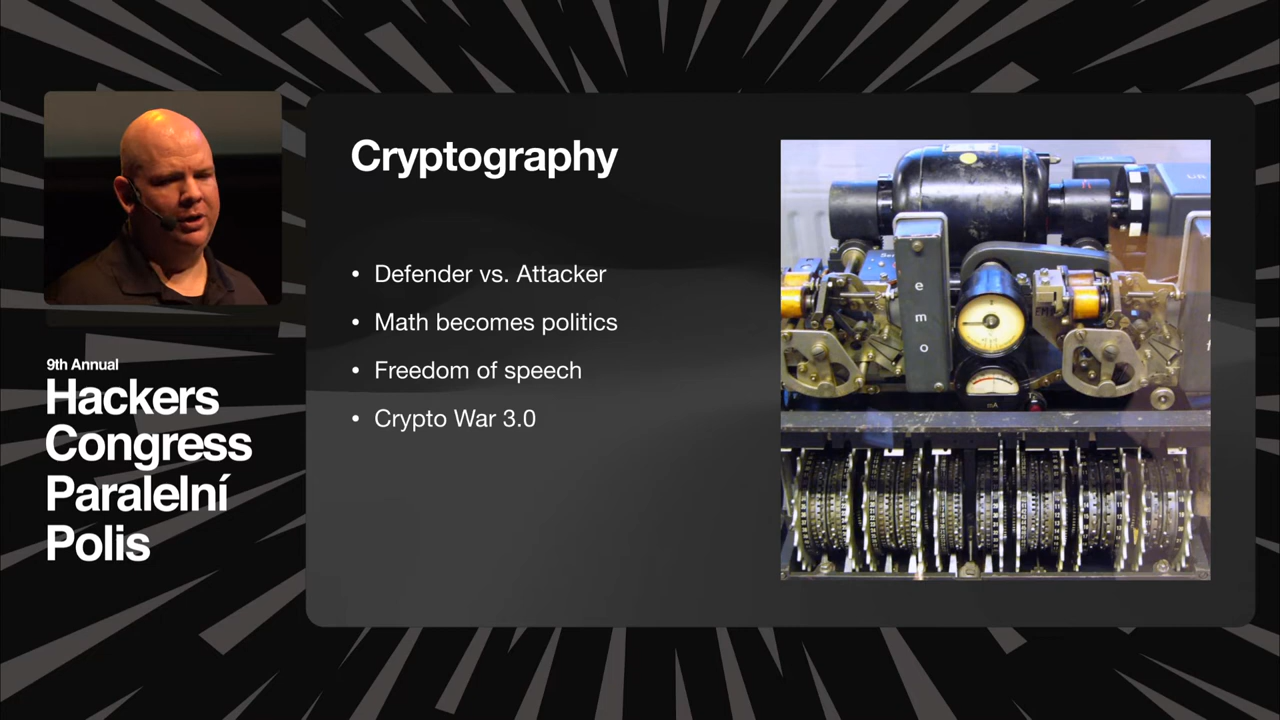 9th Annual
Hackers
Congress
Paralelní
Polis
Cryptography
• Defender vs. Attacker
• Math becomes politics
• Freedom of speech
• Crypto War 3.0
e
m
o
mA